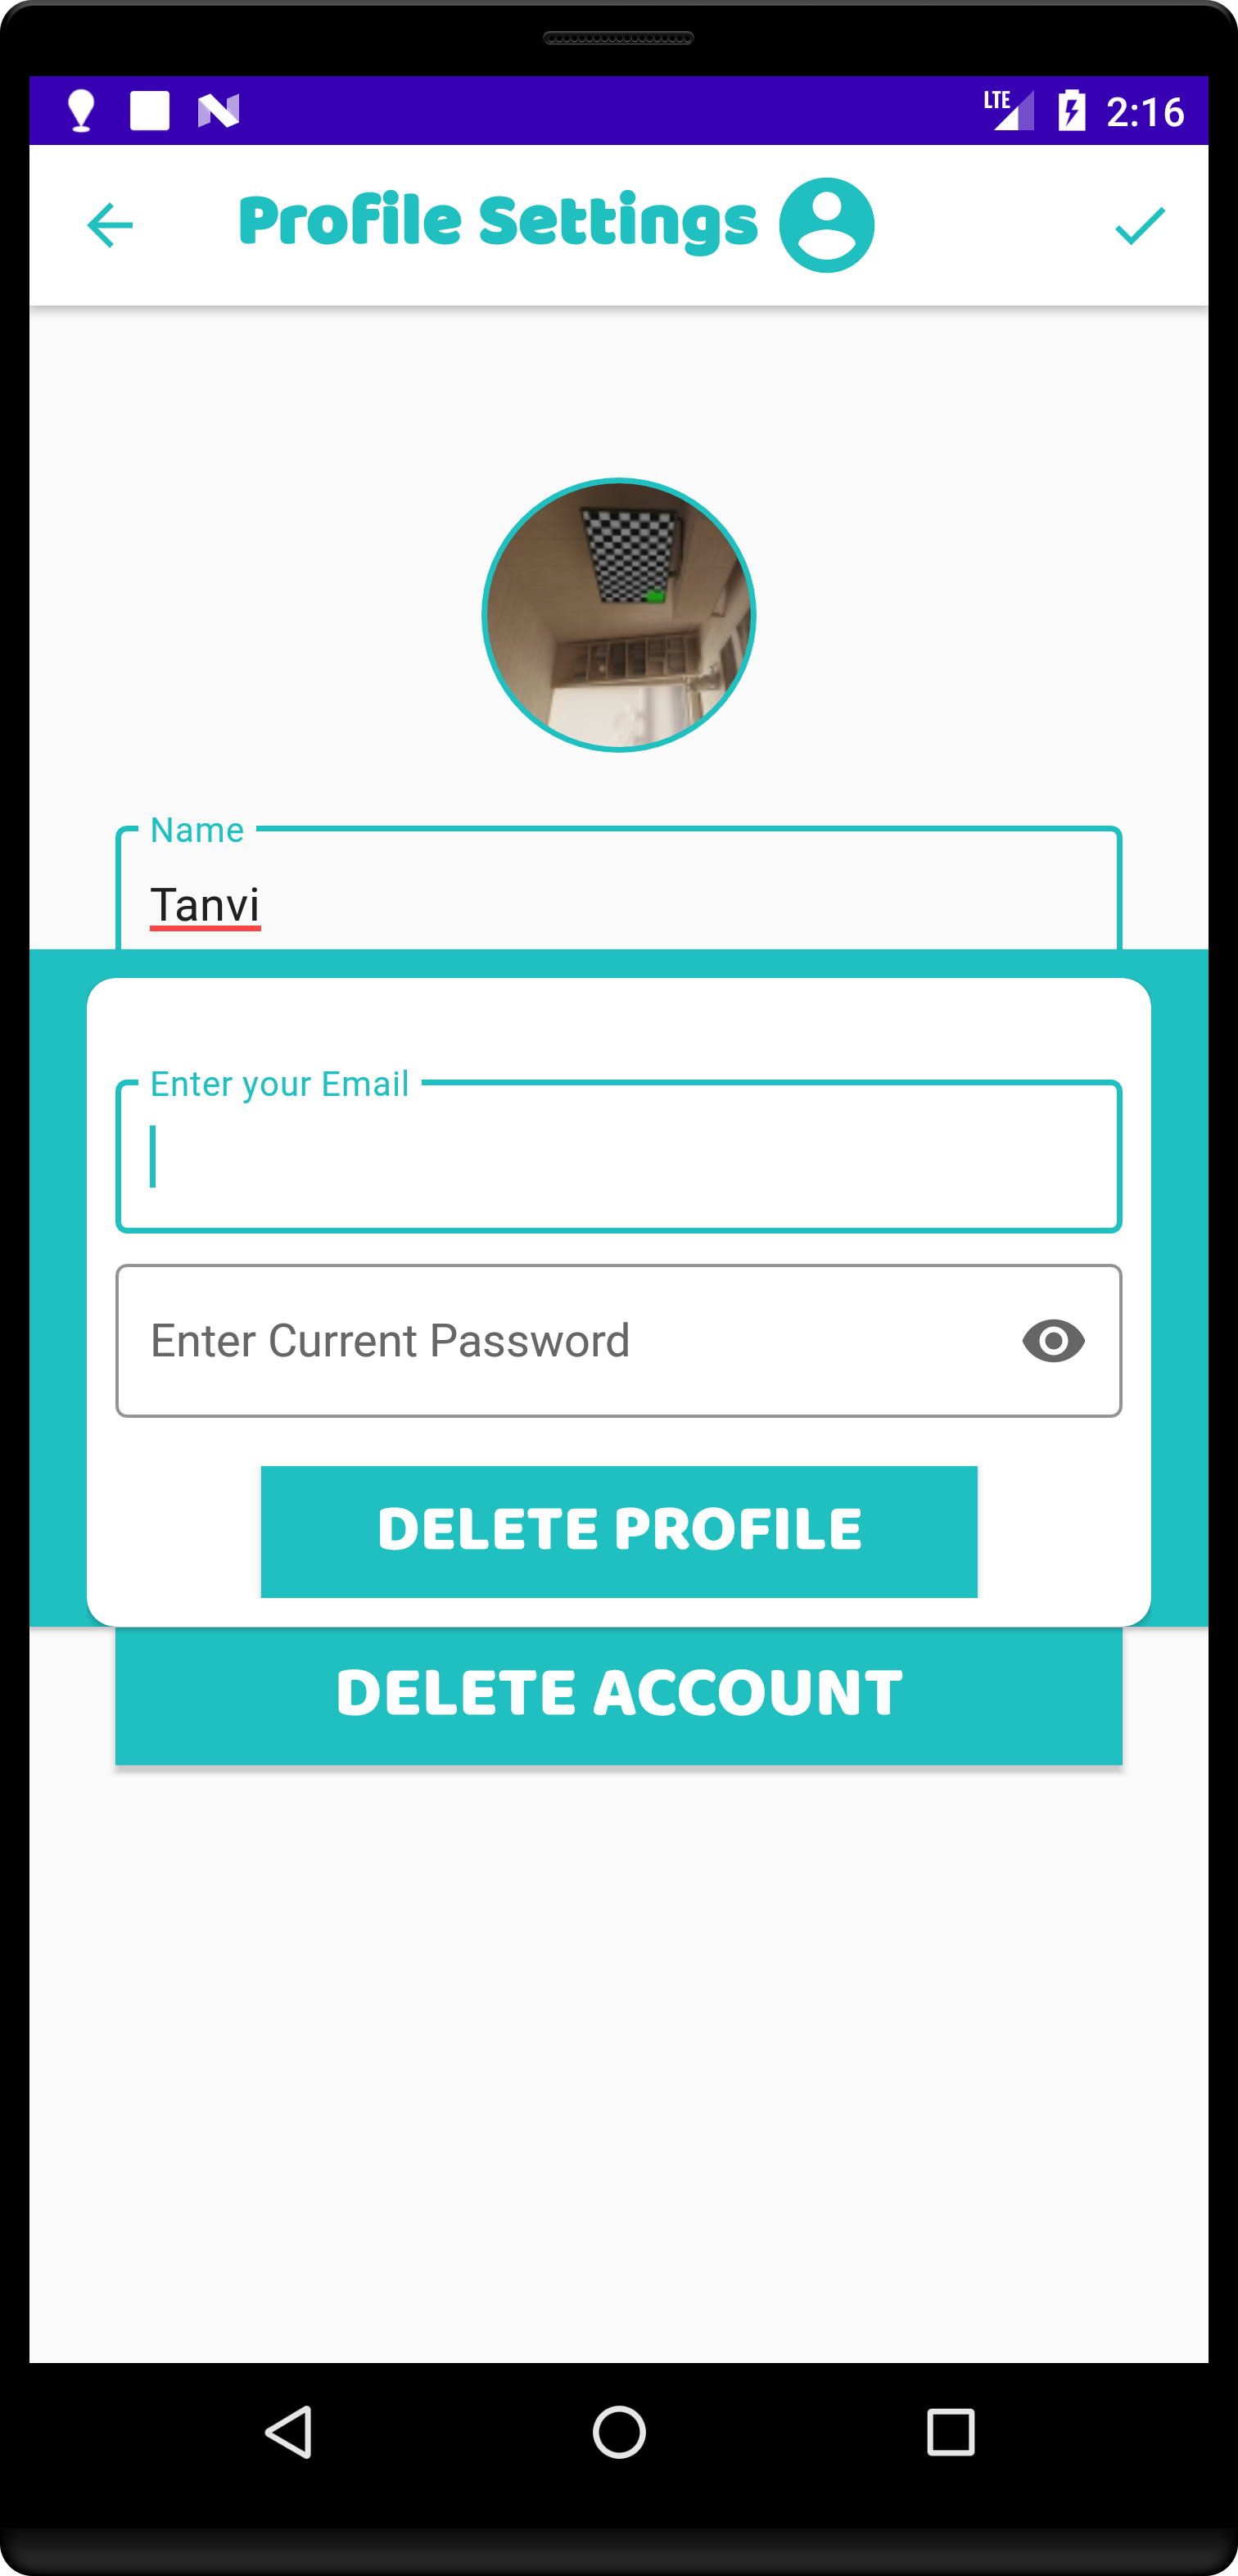 LTE 2:16
Profile Settings
Name
Tanvi
Enter your Email
Enter Current Password
DELETE PROFILE
DELETE ACCOUNT